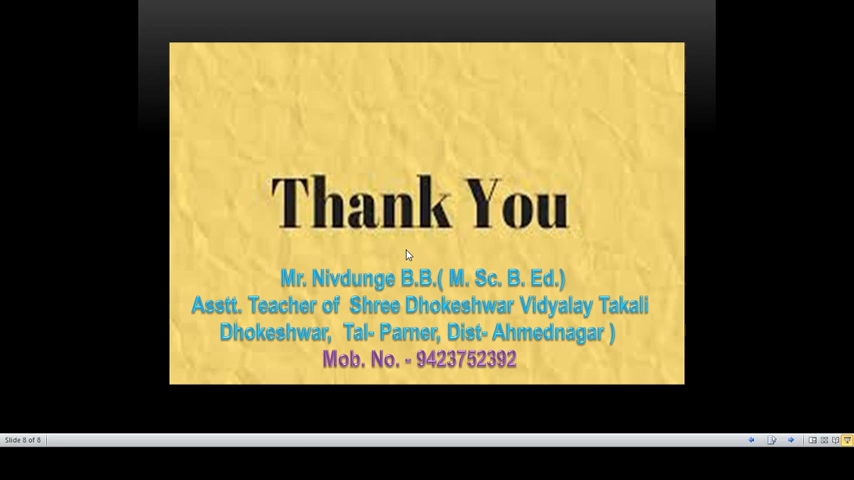 Thank You
Mr. Nivdunge B.B.( M. Sc. B. Ed.)
Asstt. Teacher of Shree Dhokeshwar Vidyalay Takali
Dhokeshwar, Tal- Parner, Dist- Ahmednagar )
Mob. No. - 9423752392
Slide 8 of 8